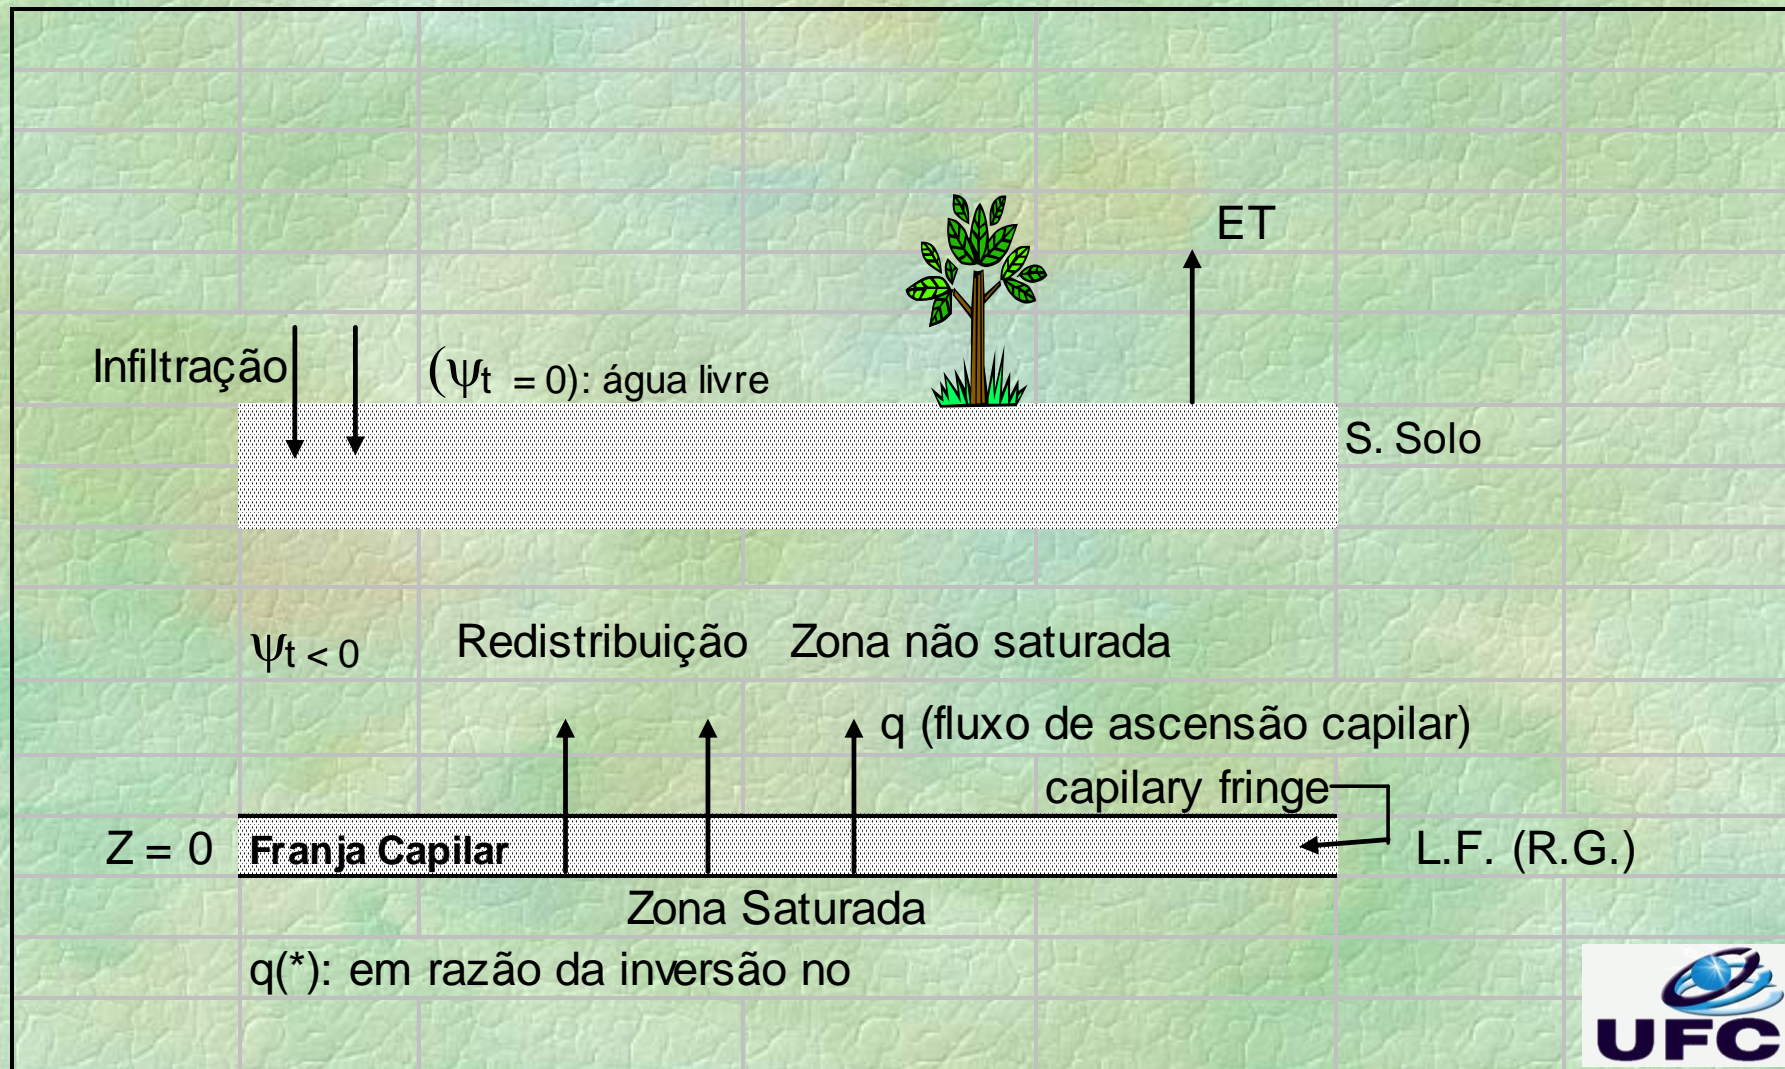 ET
Infiltração
(ψt = 0): água livre
S. Solo
ψt < 0
Redistribuição Zona não saturada
q (fluxo de ascensão capilar)
capilary fringe
Z = 0
Franja Capilar
L.F. (R.G.)
Zona Saturada
q(*): em razão da inversão no
UFC